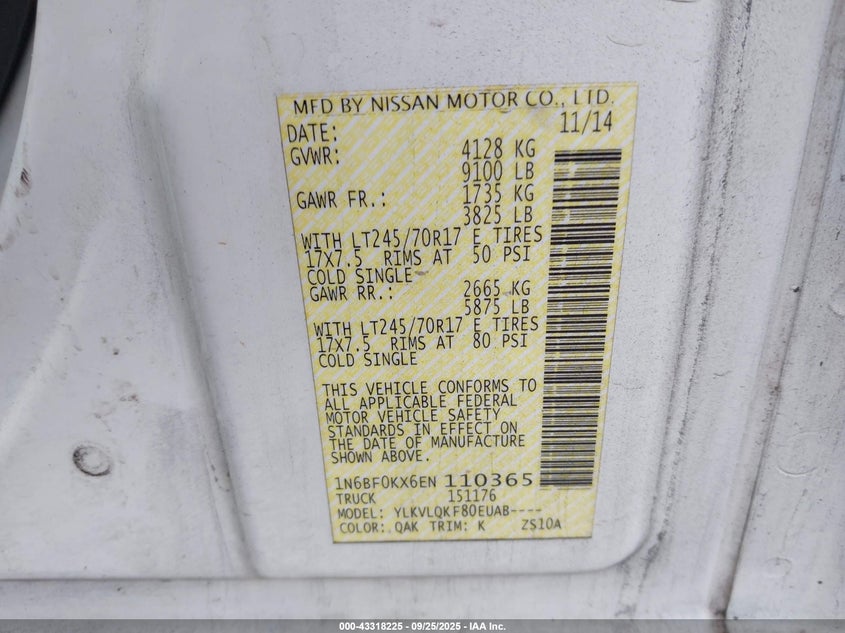 MFD BY NISSAN MOTOR CO., LTD.
DATE: 11/14
GVWR: 4128 KG
9100 LB
GAWR FR.: 1735 KG
3825 LB
WITH LT245/70R17 E TIRES
17X7.5 RIMS AT 50 PSI
COLD SINGLE
GAWR RR.: 2665 KG
5875 LB
WITH LT245/70R17 E TIRES
17X7.5 RIMS AT 80 PSI
COLD SINGLE
THIS VEHICLE CONFORMS TO
ALL APPLICABLE FEDERAL
MOTOR VEHICLE SAFETY
STANDARDS IN EFFECT ON
THE DATE OF MANUFACTURE
SHOWN ABOVE.
1N6BF0KX6EN 110365
TRUCK 151176
MODEL: YLKVLQKF80EUAB----
COLOR: QAK TRIM: K ZS10A
000-43318225 - 09/25/2025 - IAA Inc.